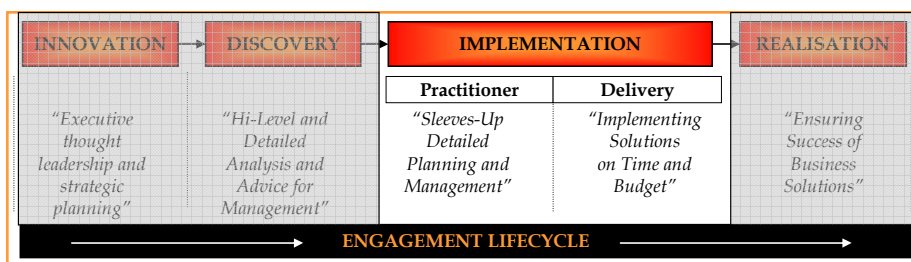 INNOVATION
DISCOVERY
IMPLEMENTATION
REALISATION
Practitioner
Delivery
“Executive
thought
leadership and
strategic
planning”
“Hi-Level and
Detailed
Analysis and
Advice for
Management”
“Sleeves-Up
Detailed
Planning and
Management”
“Implementing
Solutions
on Time and
Budget”
“Ensuring
Success of
Business
Solutions”
ENGAGEMENT LIFECYCLE